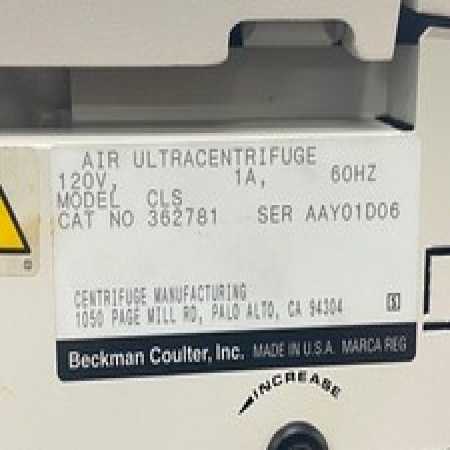 AIR ULTRACENTRIFUGE
120V, 1A, 60HZ
MODEL CLS
CAT NO 362781 SER AAY01D06
CENTRIFUGE MANUFACTURING
1050 PAGE MILL RD, PALO ALTO, CA 94304
Beckman Coulter, Inc. MADE IN U.S.A. MARCA REG
INCREASE